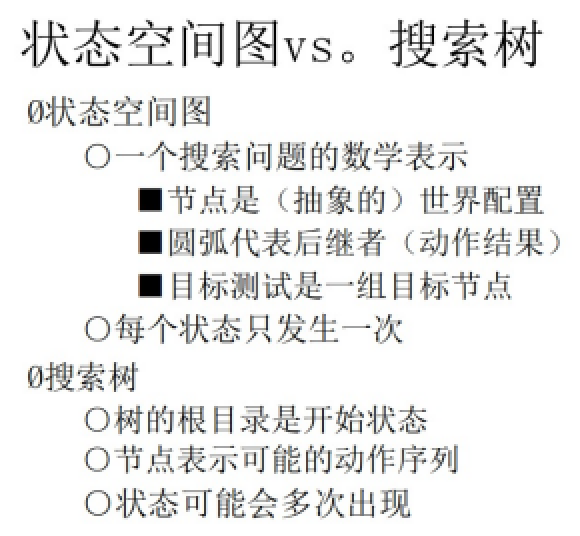 状态空间图vs。搜索树
Ø状态空间图
○一个搜索问题的数学表示
■节点是（抽象的）世界配置
■圆弧代表后继者（动作结果）
■目标测试是一组目标节点
○每个状态只发生一次
Ø搜索树
○树的根目录是开始状态
○节点表示可能的动作序列
○状态可能会多次出现